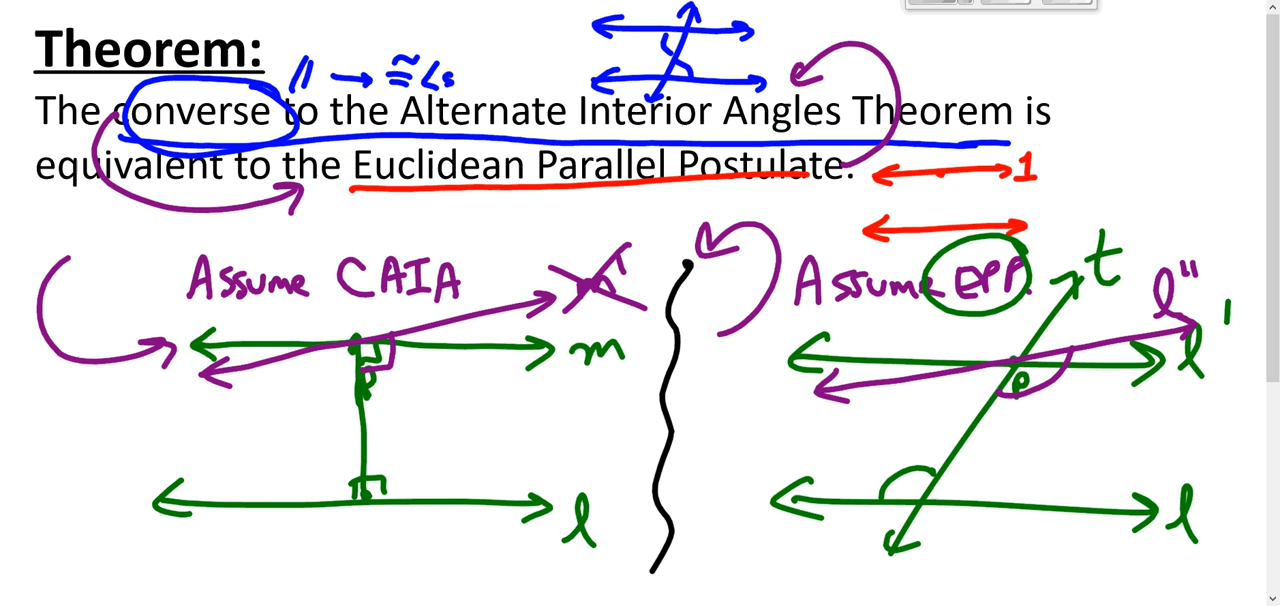 Theorem:
|| → ≅ ∠s
The converse to the Alternate Interior Angles Theorem is
equivalent to the Euclidean Parallel Postulate.
1
Assume CAIA
Assume EPP.
t
l"
l'
m
P
P
l
l